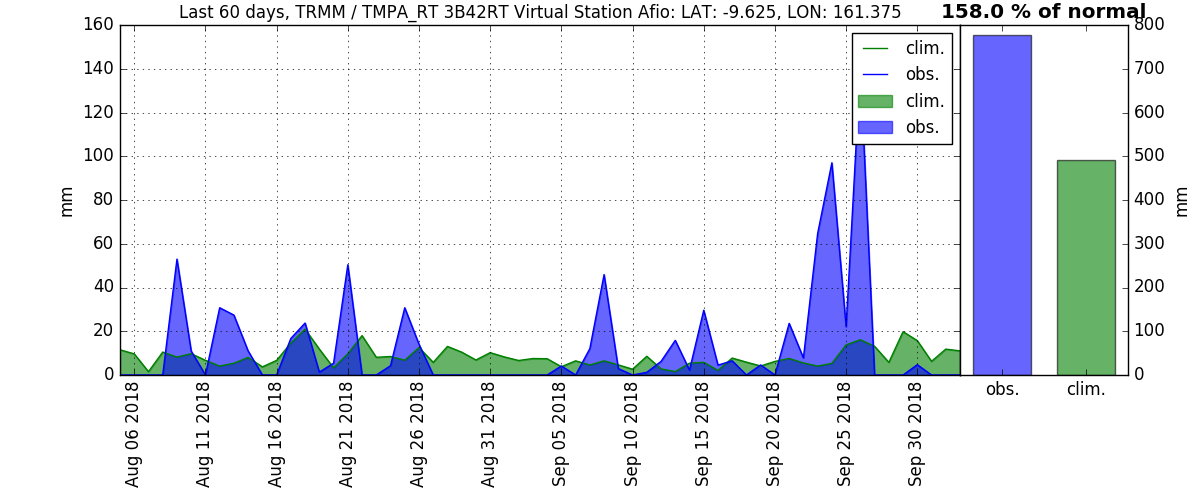 Last 60 days, TRMM / TMPA_RT 3B42RT Virtual Station Afio: LAT: -9.625, LON: 161.375
158.0 % of normal
160
140
120
100
80
60
40
20
0
mm
clim.
obs.
clim.
obs.
Aug 06 2018
Aug 11 2018
Aug 16 2018
Aug 21 2018
Aug 26 2018
Aug 31 2018
Sep 05 2018
Sep 10 2018
Sep 15 2018
Sep 20 2018
Sep 25 2018
Sep 30 2018
800
700
600
500
400
300
200
100
0
mm
obs.
clim.